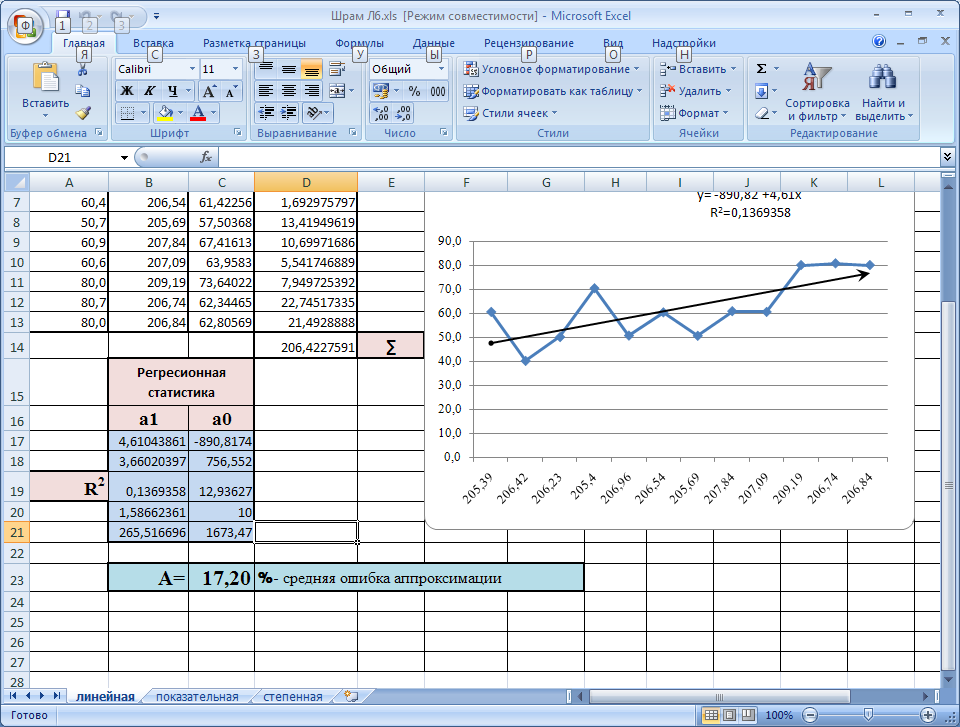 Шрам Л6.xls [Режим совместимости] - Microsoft Excel
Ф 1 2 3
Главная Вставка Разметка страницы Формулы Данные Рецензирование Вид Надстройки
Я С З У Ы Р О Н
Вставить
Calibri 11
Ж К Ч А А
А
Общий
% 000
Условное форматирование
Форматировать как таблицу
Стили ячеек
Вставить
Удалить
Формат
Σ
Сортировка и фильтр
Найти и выделить
Буфер обмена Шрифт Выравнивание Число Стили Ячейки Редактирование
D21 fx
A B C D E F G H I J K L
7 60,4 206,54 61,42256 1,692975797
8 50,7 205,69 57,50368 13,41949619
9 60,9 207,84 67,41613 10,69971686
10 60,6 207,09 63,9583 5,541746889
11 80,0 209,19 73,64022 7,949725392
12 80,7 206,74 62,34465 22,74517335
13 80,0 206,84 62,80569 21,4928888
14 206,4227591 Σ
15 Регресионная статистика
16 a1 a0
17 4,61043861 -890,8174
18 3,66020397 756,552
19 R² 0,1369358 12,93627
20 1,58662361 10
21 265,516696 1673,47
22
23 A= 17,20 %- средняя ошибка аппроксимации
24
25
26
27
28
y= -890,82 +4,61x
R²=0,1369358
90,0
80,0
70,0
60,0
50,0
40,0
30,0
20,0
10,0
0,0
205,39 206,42 206,23 205,4 206,96 206,54 205,69 207,84 207,09 209,19 206,74 206,84
линейная показательная степенная
Готово 100%